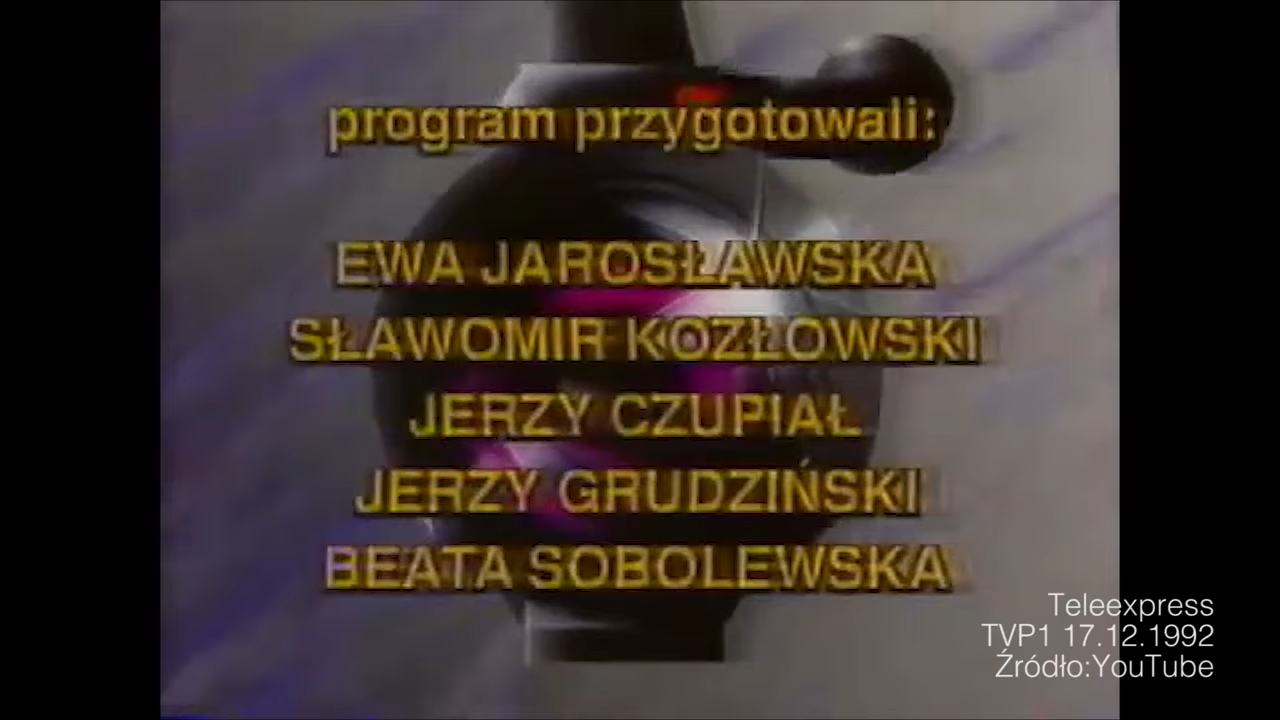 program przygotowali:
EWA JAROSŁAWSKA
SŁAWOMIR KOZŁOWSKI
JERZY CZUPIAŁ
JERZY GRUDZIŃSKI
BEATA SOBOLEWSKA
Teleexpress
TVP1 17.12.1992
Źródło:YouTube